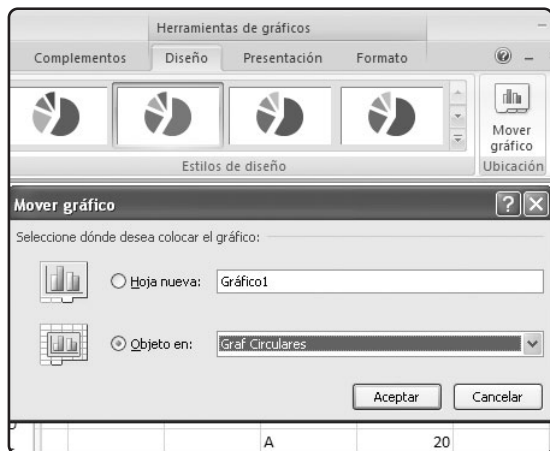 Herramientas de gráficos
Complementos Diseño Presentación Formato
Mover
gráfico
Estilos de diseño Ubicación
Mover gráfico
Seleccione dónde desea colocar el gráfico:
Hoja nueva: Gráfico1
Objeto en: Graf Circulares
Aceptar Cancelar
A 20